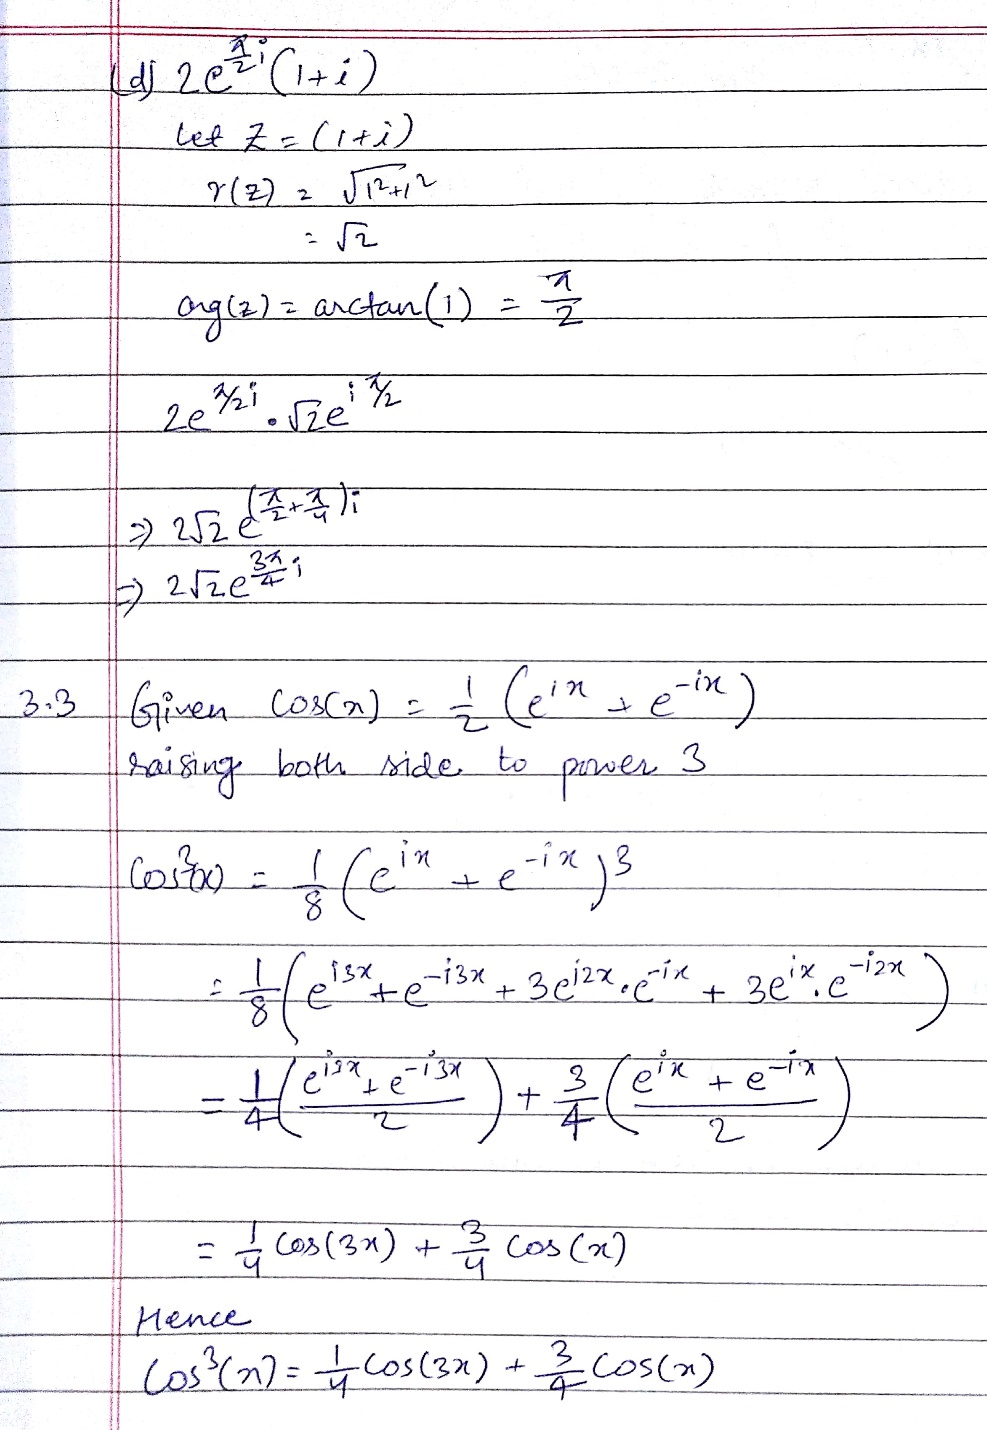 (d) 2e^{π/2 i}(1+i)
let Z = (1+i)
r(z) = √1²+1²
= √2
arg(z) = arctan(1) = π/2
2e^{π/2 i} . √2e^{i π/2}
⇒ 2√2 e^{(π/2+π/4)i}
⇒ 2√2e^{3π/4 i}
3.3 Given Cos(x) = 1/2 (e^{ix} + e^{-ix})
raising both side to power 3
Cos³(x) = 1/8 (e^{ix} + e^{-ix})³
= 1/8 (e^{i3x} + e^{-i3x} + 3e^{i2x}.e^{-ix} + 3e^{ix}.e^{-i2x})
= 1/4 ((e^{i3x} + e^{-i3x})/2) + 3/4 ((e^{ix} + e^{-ix})/2)
= 1/4 Cos(3x) + 3/4 Cos(x)
Hence
Cos³(x) = 1/4 Cos(3x) + 3/4 Cos(x)